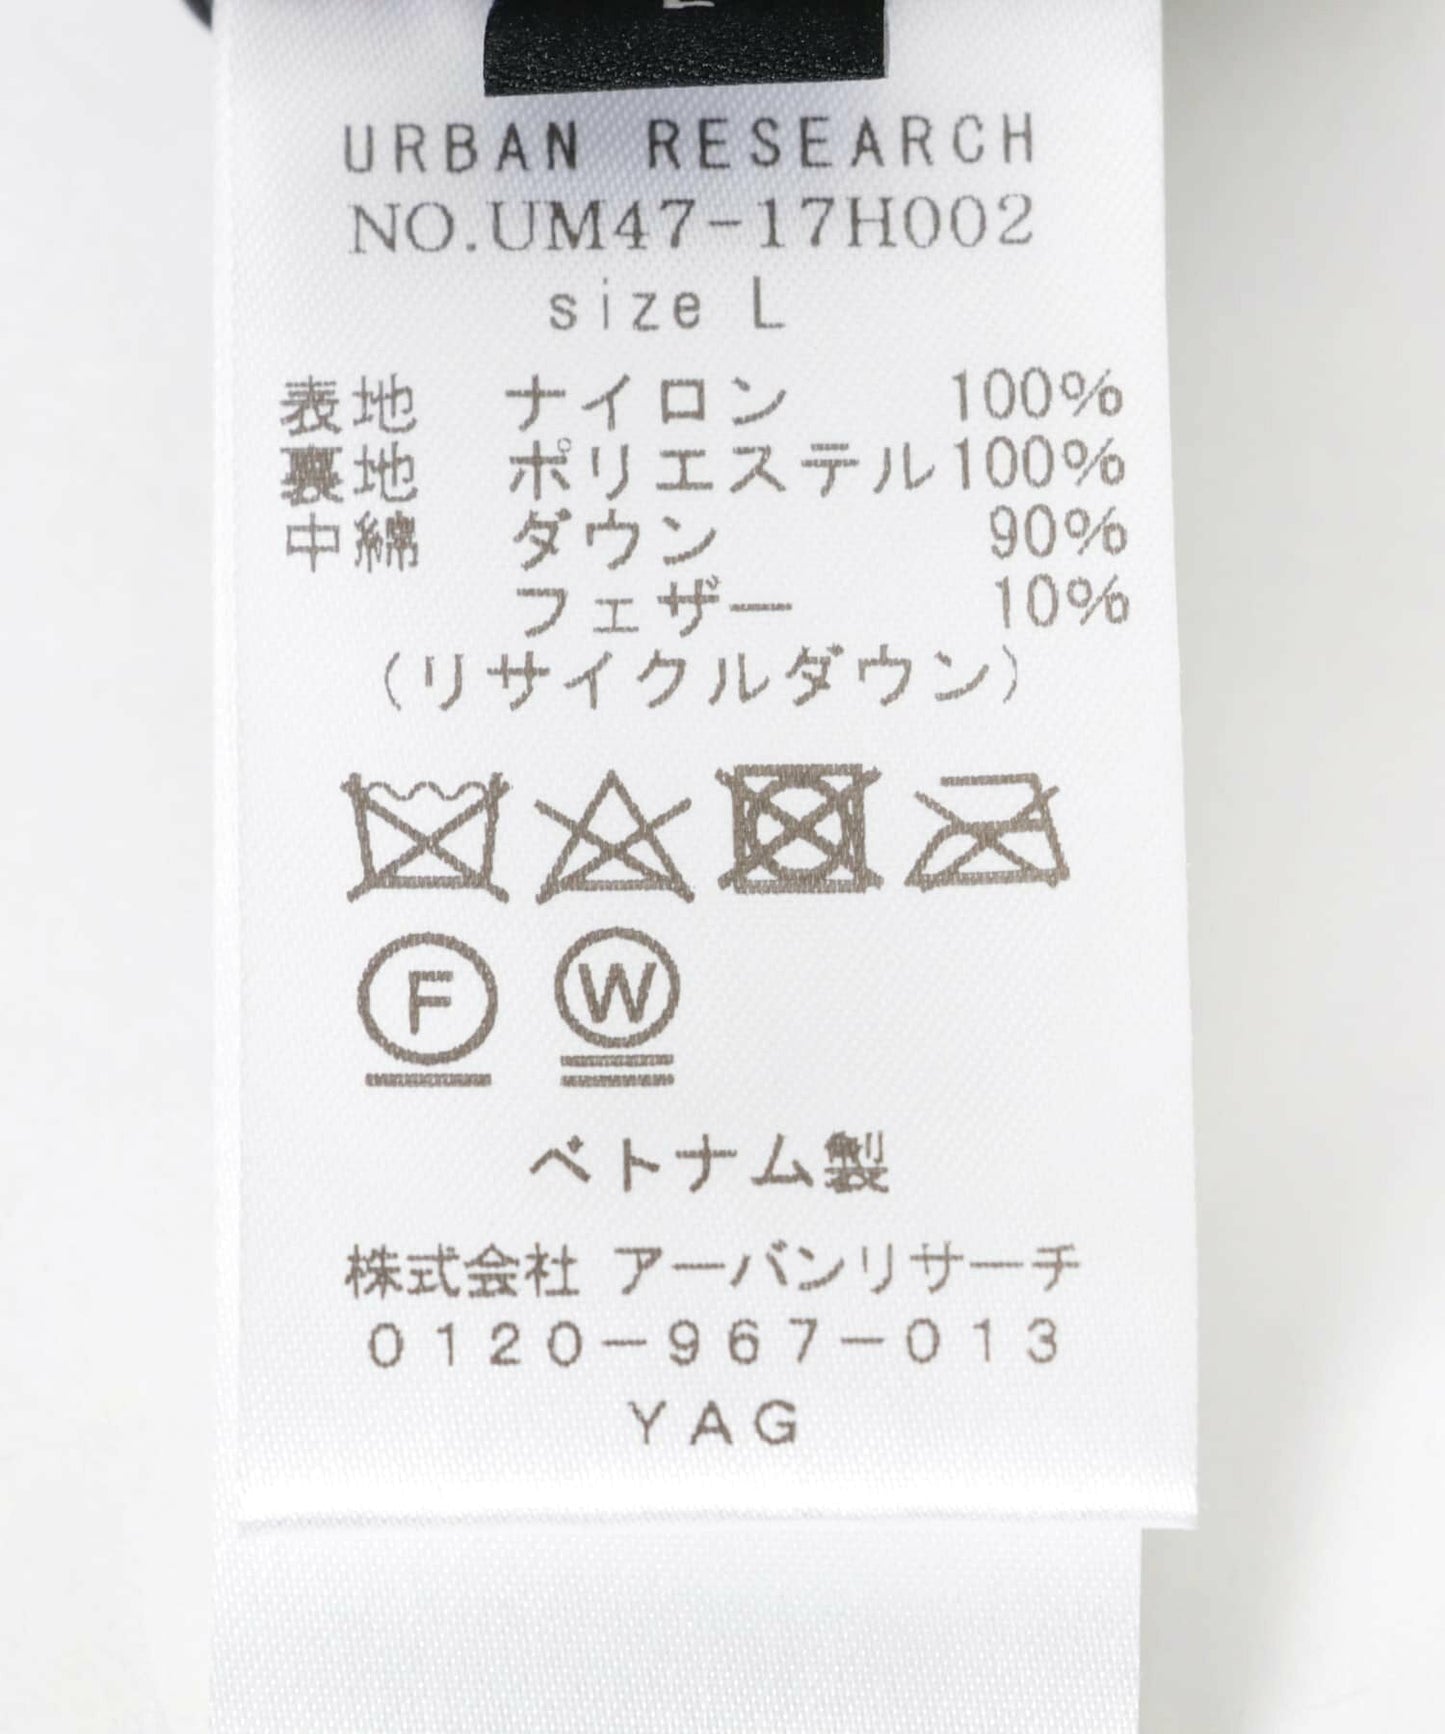 URBAN RESEARCH
NO.UM47-17H002
size L
表地 ナイロン 100%
裏地 ポリエステル100%
中綿 ダウン 90%
フェザー 10%
(リサイクルダウン)
F W
ベトナム製
株式会社 アーバンリサーチ
0120-967-013
YAG